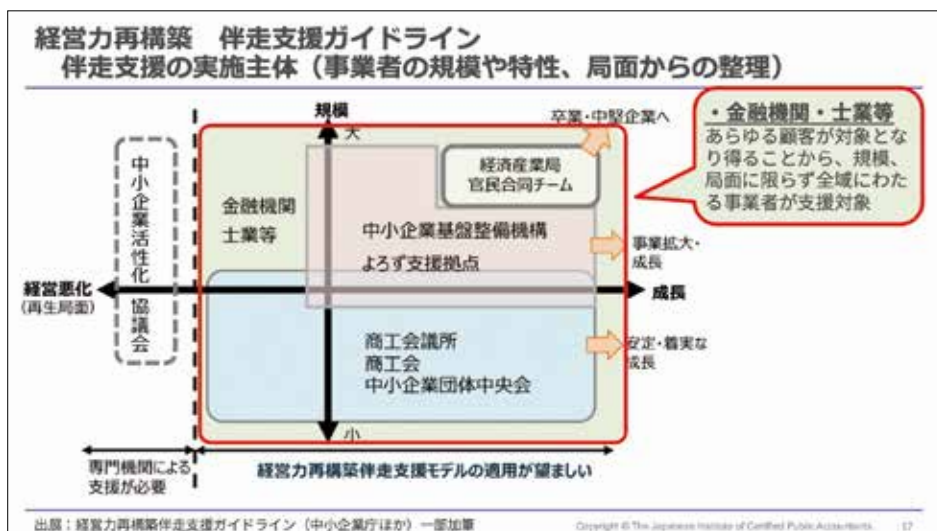 経営力再構築 伴走支援ガイドライン
伴走支援の実施主体（事業者の規模や特性、局面からの整理）
規模
大
卒業・中堅企業へ
・金融機関・士業等
あらゆる顧客が対象とな
り得ることから、規模、
局面に限らず全域にわた
る事業者が支援対象
中小企業活性化 協議会
金融機関
士業等
経済産業局
官民合同チーム
中小企業基盤整備機構
よろず支援拠点
事業拡大・
成長
経営悪化
(再生局面)
成長
商工会議所
商工会
中小企業団体中央会
安定・着実な
成長
小
専門機関による
支援が必要
経営力再構築伴走支援モデルの適用が望ましい
出展：経営力再構築伴走支援ガイドライン（中小企業庁ほか）一部加筆
Copyright © The Japanese Institute of Certified Public Accountants.